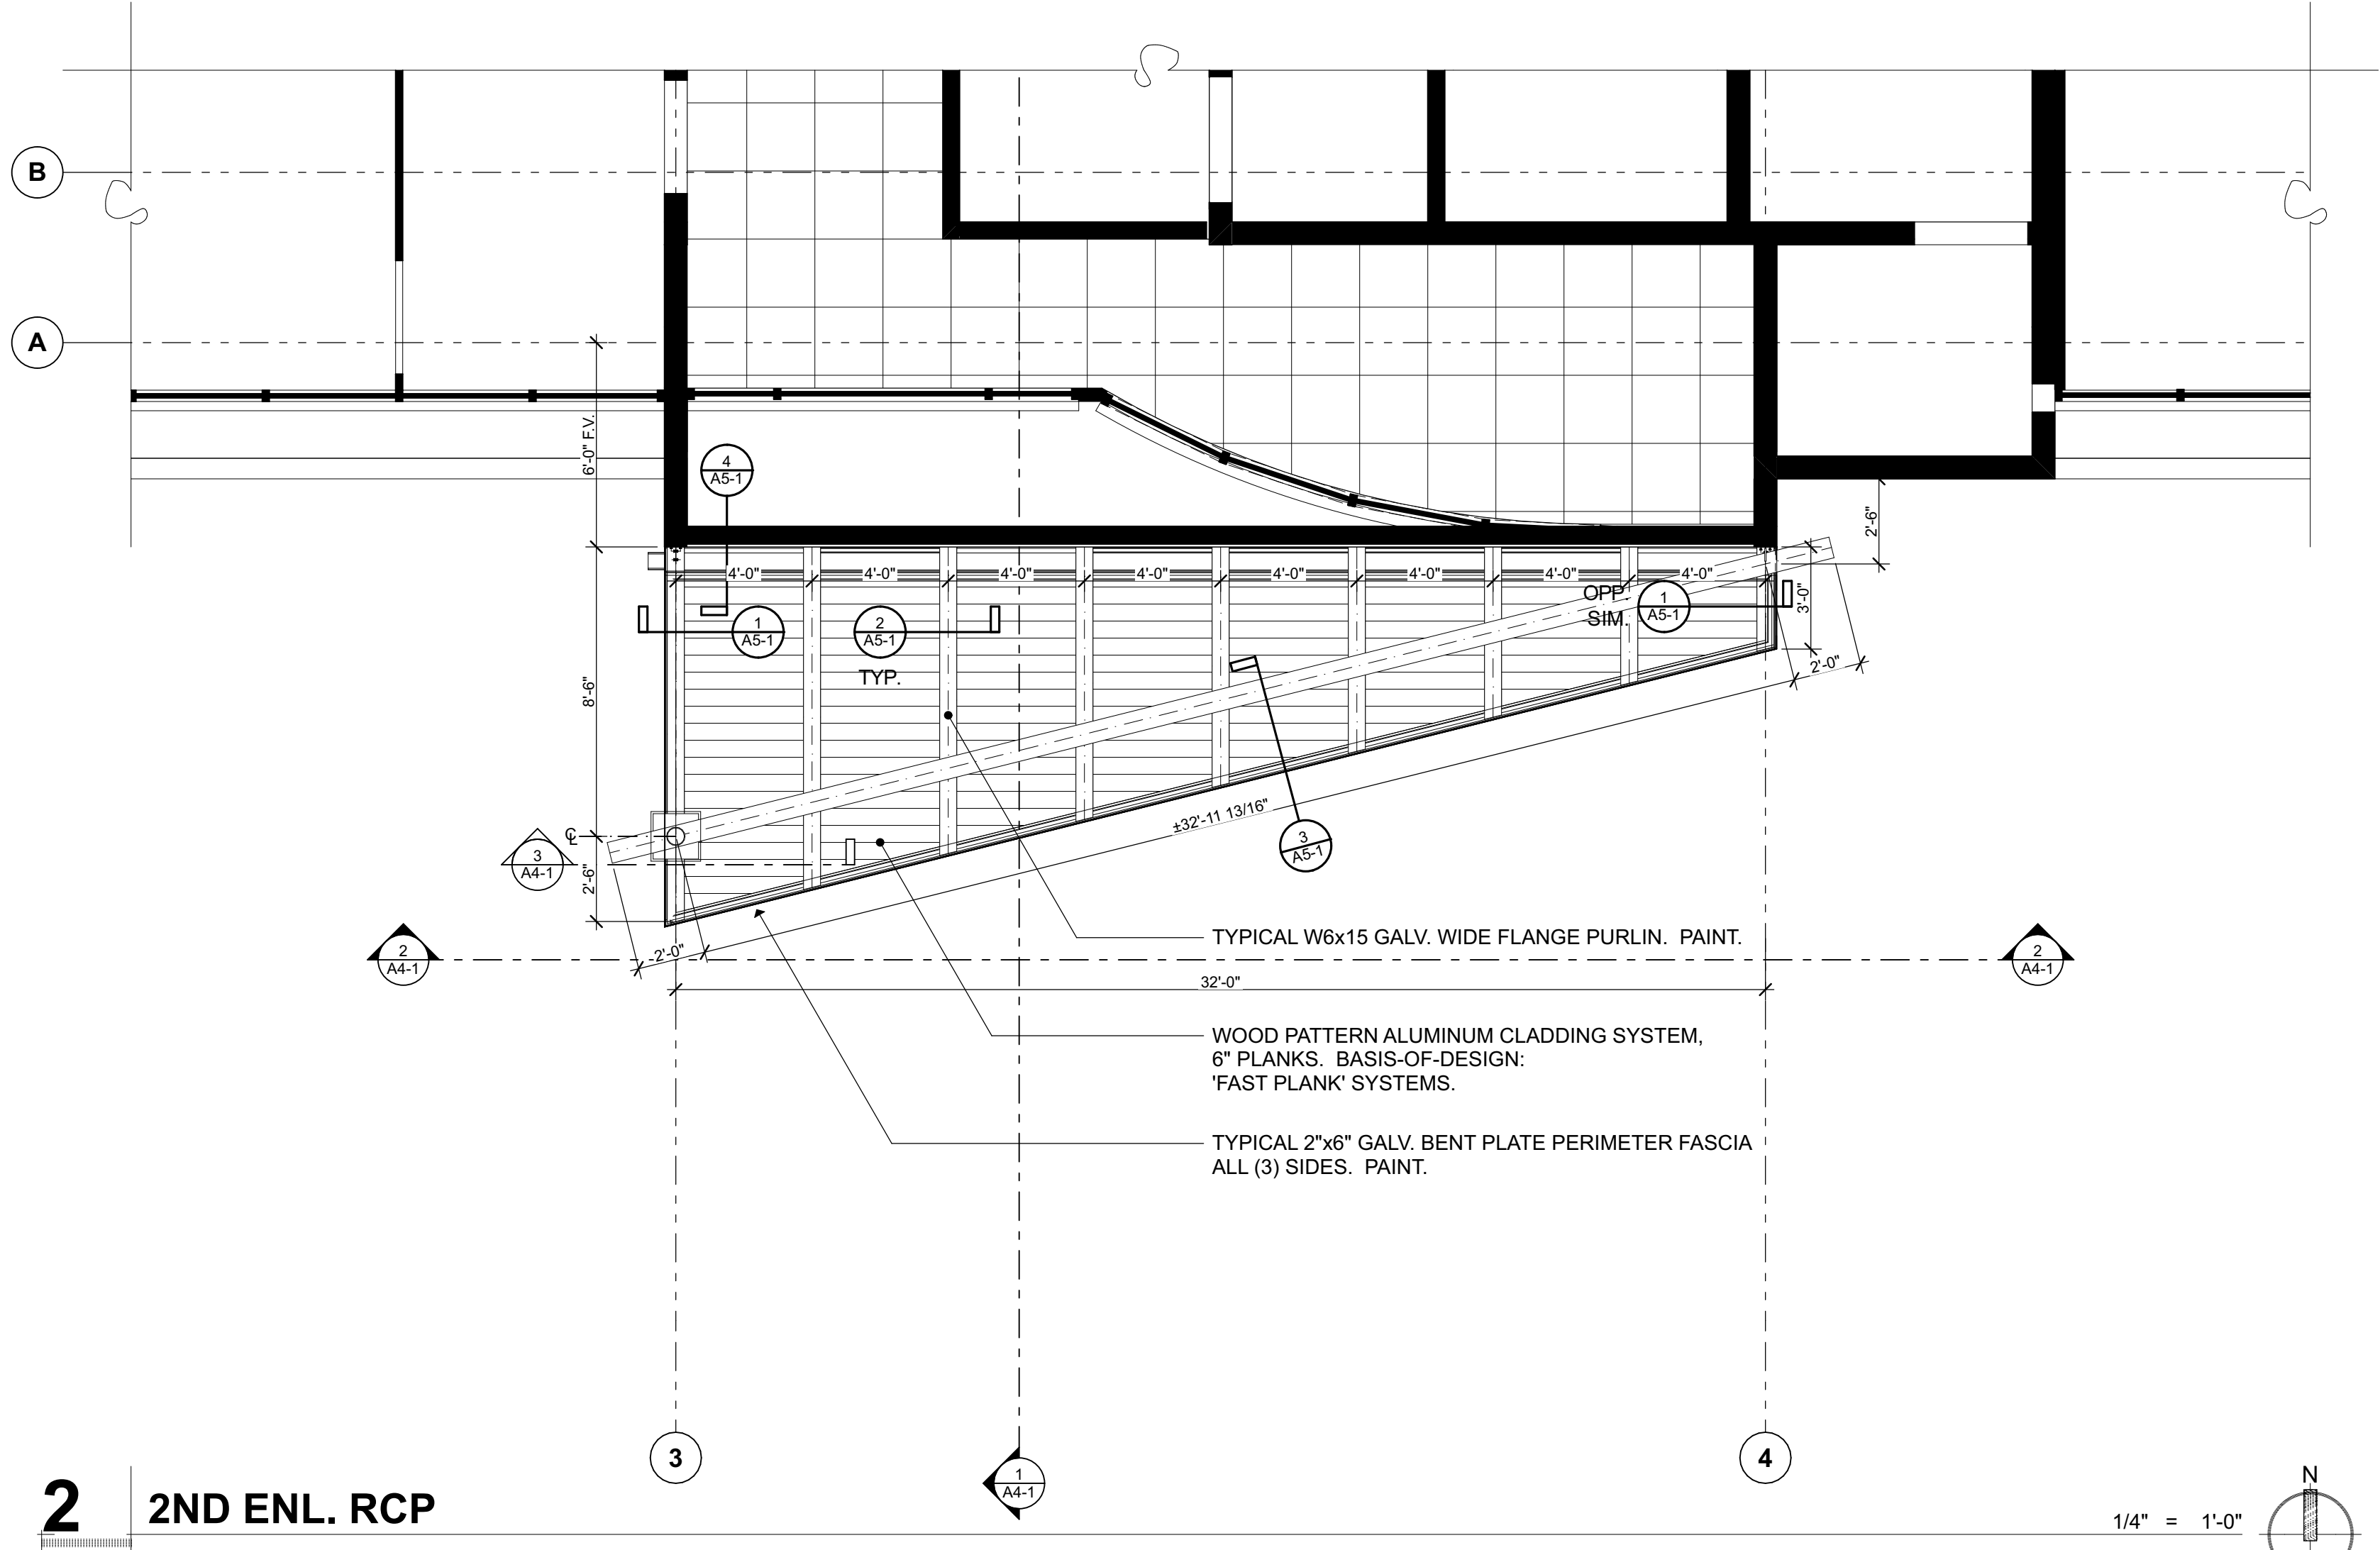 B
A
6'-0" F.V.
4
A5-1
2'-6"
4'-0"
4'-0"
4'-0"
4'-0"
4'-0"
4'-0"
4'-0"
4'-0"
OPP.
SIM.
1
A5-1
3'-0"
1
A5-1
2
A5-1
TYP.
2'-0"
8'-6"
±32'-11 13/16"
3
A5-1
CL
3
A4-1
2'-6"
2'-0"
TYPICAL W6x15 GALV. WIDE FLANGE PURLIN. PAINT.
2
A4-1
2
A4-1
32'-0"
WOOD PATTERN ALUMINUM CLADDING SYSTEM,
6" PLANKS. BASIS-OF-DESIGN:
'FAST PLANK' SYSTEMS.
TYPICAL 2"x6" GALV. BENT PLATE PERIMETER FASCIA
ALL (3) SIDES. PAINT.
3
4
1
A4-1
N
2
2ND ENL. RCP
1/4" = 1'-0"